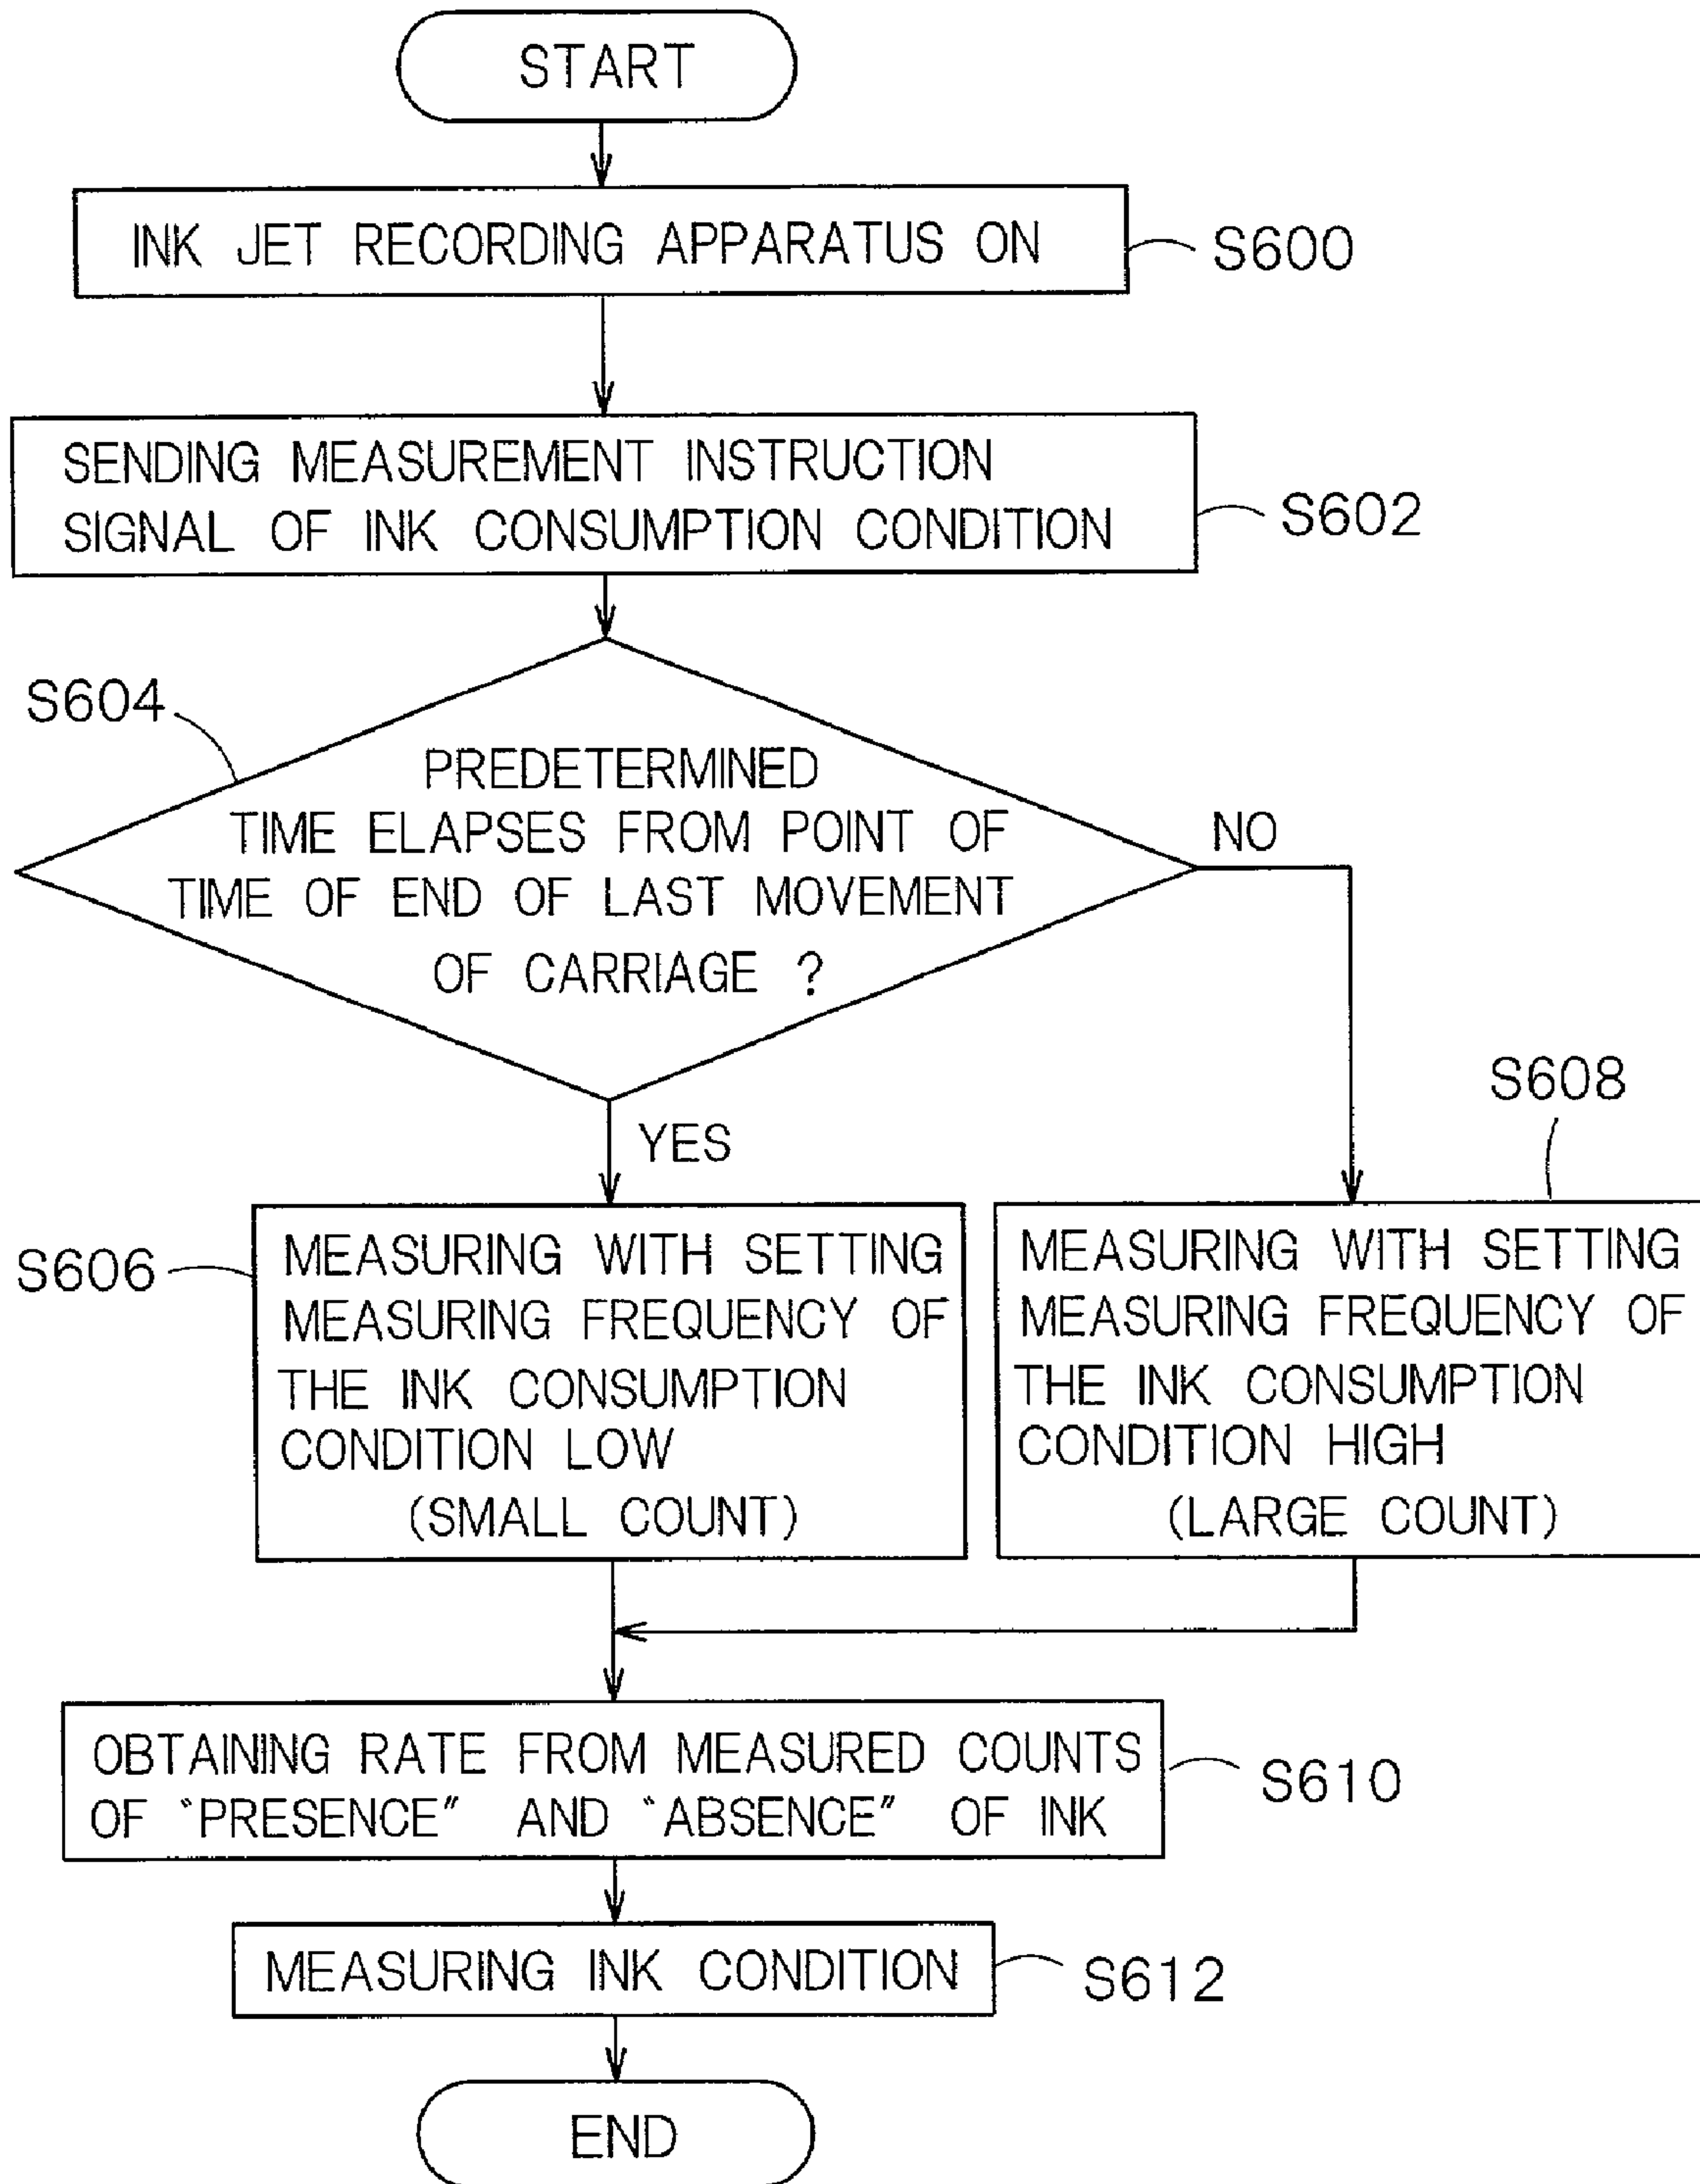 START
INK JET RECORDING APPARATUS ON
S600
SENDING MEASUREMENT INSTRUCTION
SIGNAL OF INK CONSUMPTION CONDITION
S602
S604
PREDETERMINED
TIME ELAPSES FROM POINT OF
TIME OF END OF LAST MOVEMENT
OF CARRIAGE ?
NO
YES
S606
MEASURING WITH SETTING
MEASURING FREQUENCY OF
THE INK CONSUMPTION
CONDITION LOW
(SMALL COUNT)
S608
MEASURING WITH SETTING
MEASURING FREQUENCY OF
THE INK CONSUMPTION
CONDITION HIGH
(LARGE COUNT)
OBTAINING RATE FROM MEASURED COUNTS
OF "PRESENCE" AND "ABSENCE" OF INK
S610
MEASURING INK CONDITION
S612
END